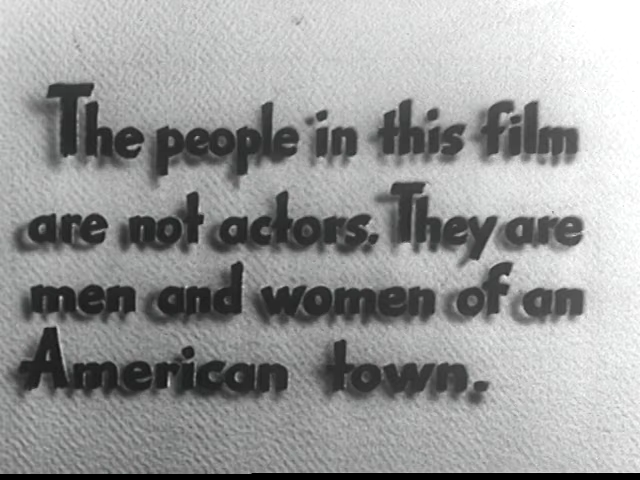 The people in this film
are not actors. They are
men and women of an
American town.